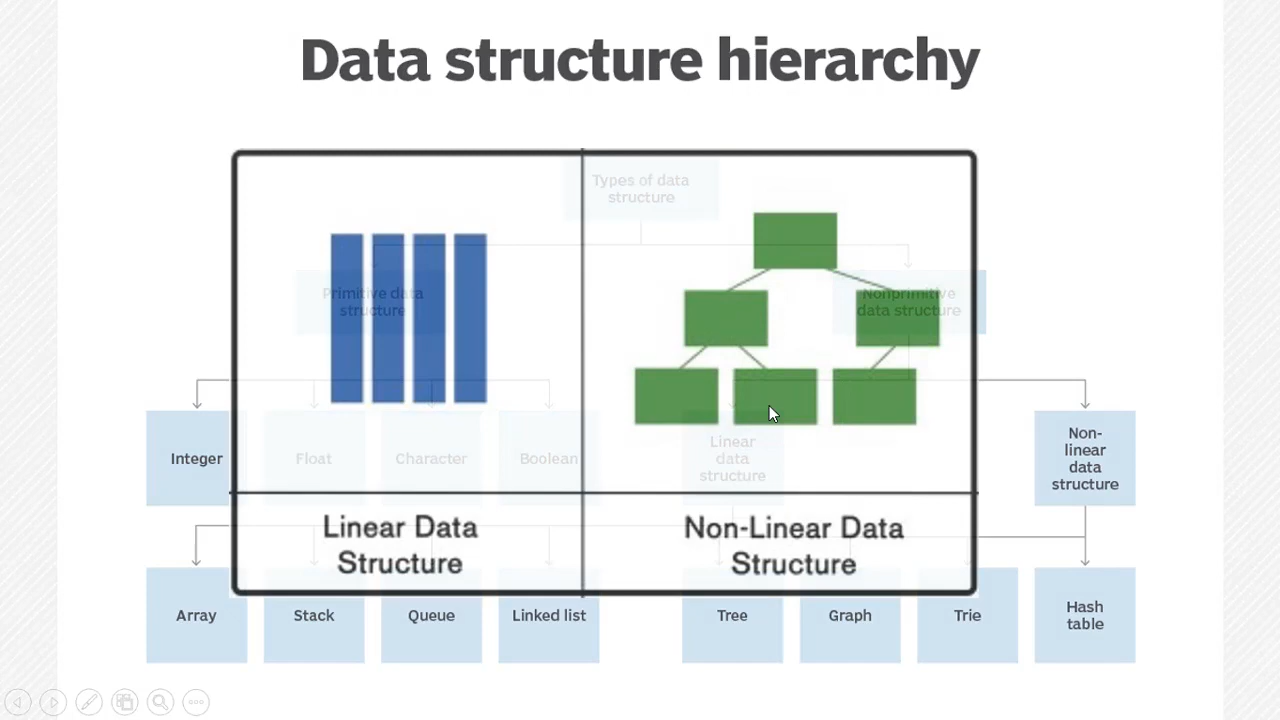 Data structure hierarchy
Types of data
structure
Primitive data
structure
Nonprimitive
data structure
Integer
Float
Character
Boolean
Linear
data
structure
Non-
linear
data
structure
Linear Data
Structure
Non-Linear Data
Structure
Array
Stack
Queue
Linked list
Tree
Graph
Trie
Hash
table